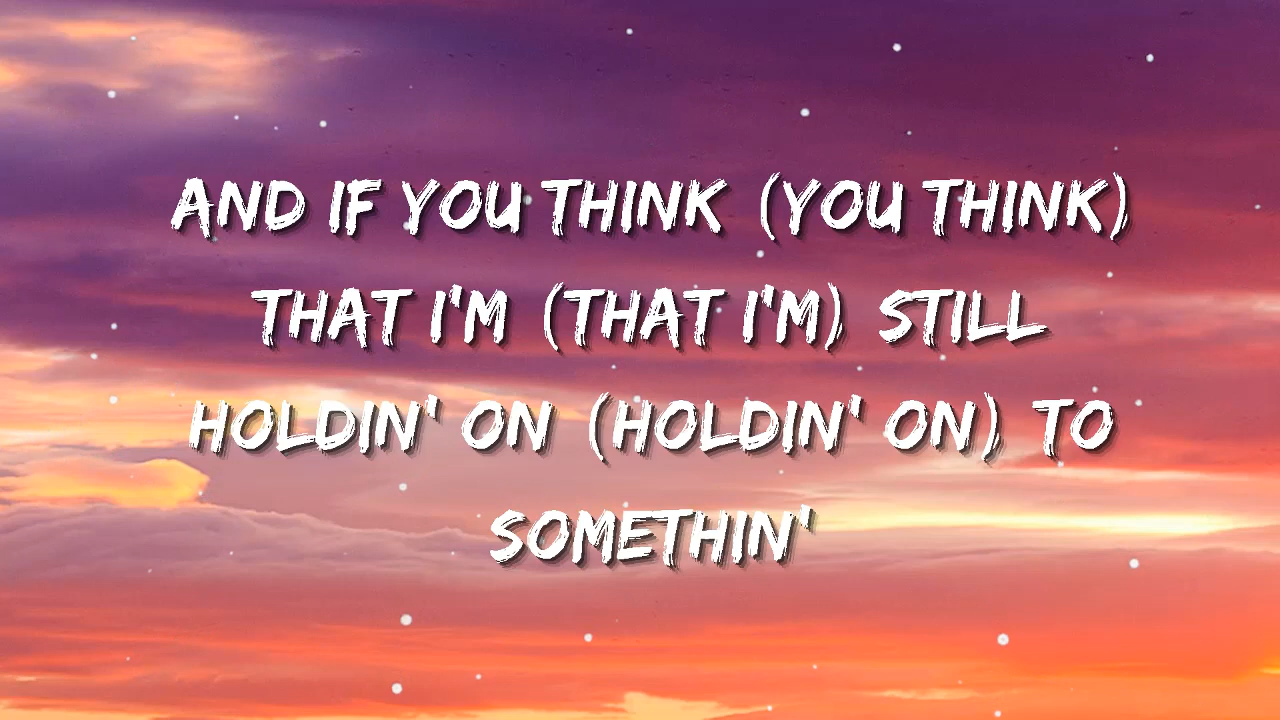 AND IF YOU THINK (YOU THINK)
THAT I'M (THAT I'M) STILL
HOLDIN' ON (HOLDIN' ON) TO
SOMETHIN'